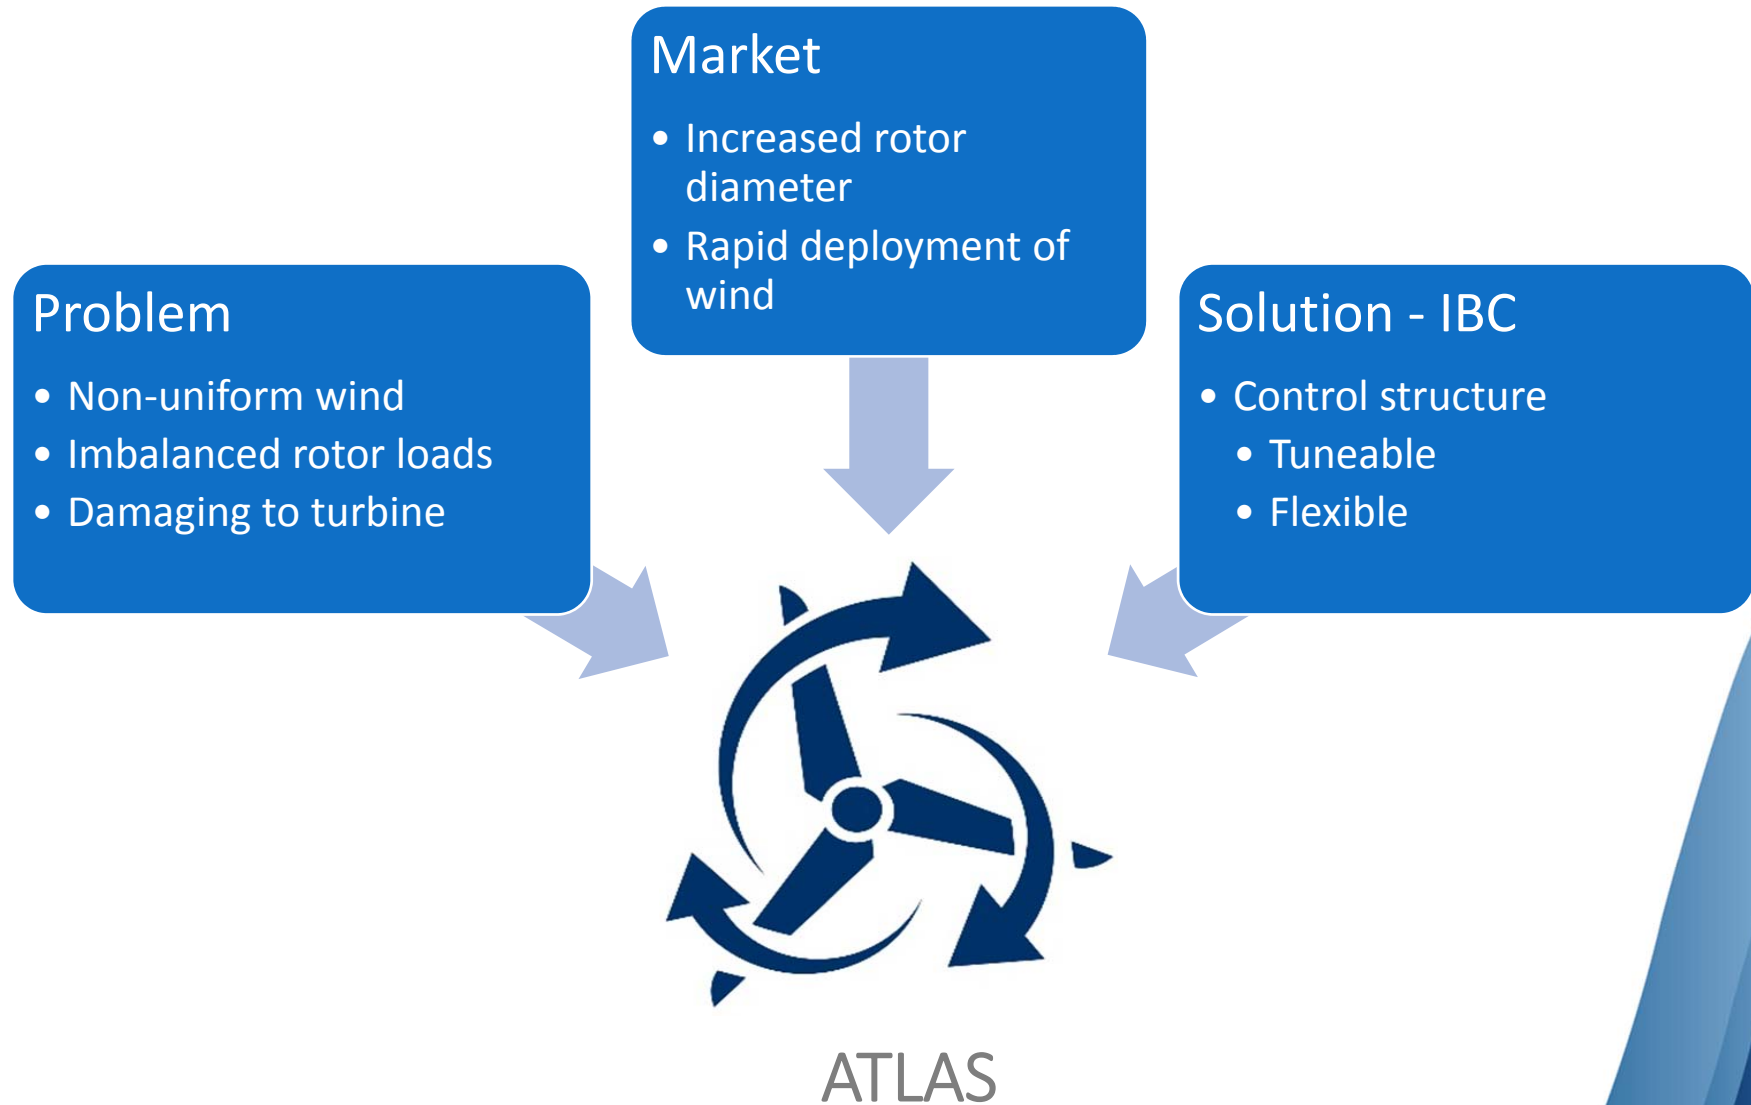 Market
• Increased rotor
diameter
• Rapid deployment of
wind
Problem
• Non-uniform wind
• Imbalanced rotor loads
• Damaging to turbine
Solution - IBC
• Control structure
• Tuneable
• Flexible
ATLAS